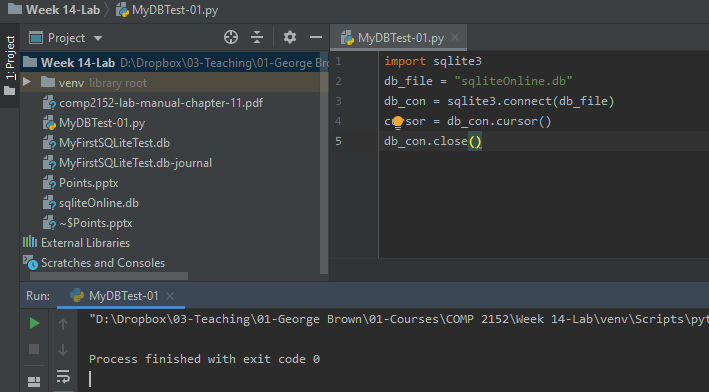 Week 14-Lab MyDBTest-01.py
1: Project
Project
Week 14-Lab D:\Dropbox\03-Teaching\01-George Brown
venv library root
comp2152-lab-manual-chapter-11.pdf
MyDBTest-01.py
MyFirstSQLiteTest.db
MyFirstSQLiteTest.db-journal
Points.pptx
sqliteOnline.db
~$Points.pptx
External Libraries
Scratches and Consoles
MyDBTest-01.py
1 import sqlite3
2 db_file = "sqliteOnline.db"
3 db_con = sqlite3.connect(db_file)
4 = db_con.cursor()
5 db_con.close()
Run: MyDBTest-01
"D:\Dropbox\03-Teaching\01-George Brown\01-Courses\COMP 2152\Week 14-Lab\venv\Scripts\pyt
Process finished with exit code 0